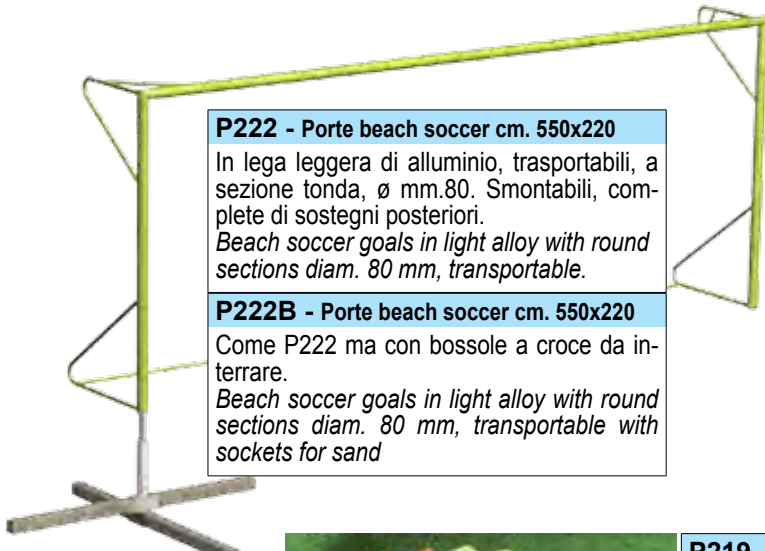 P222 - Porte beach soccer cm. 550x220
In lega leggera di alluminio, trasportabili, a
sezione tonda, ø mm.80. Smontabili, com-
plete di sostegni posteriori.
Beach soccer goals in light alloy with round
sections diam. 80 mm, transportable.
P222B - Porte beach soccer cm. 550x220
Come P222 ma con bossole a croce da in-
terrare.
Beach soccer goals in light alloy with round
sections diam. 80 mm, transportable with
sockets for sand
P219